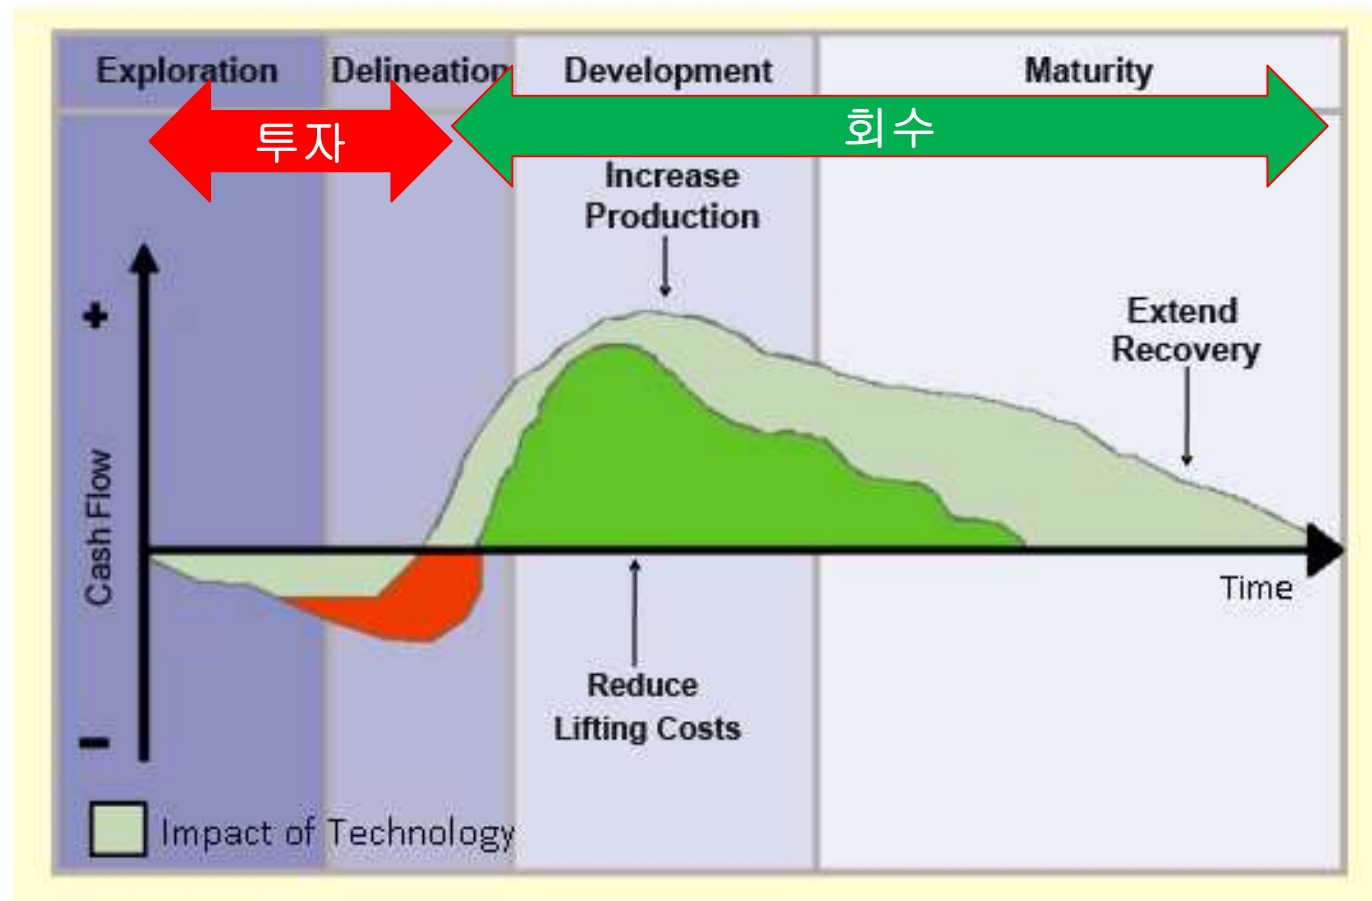 Exploration
Delineation
Development
Maturity
투자
회수
Increase
Production
Extend
Recovery
+
Cash Flow
-
Time
Reduce
Lifting Costs
Impact of Technology